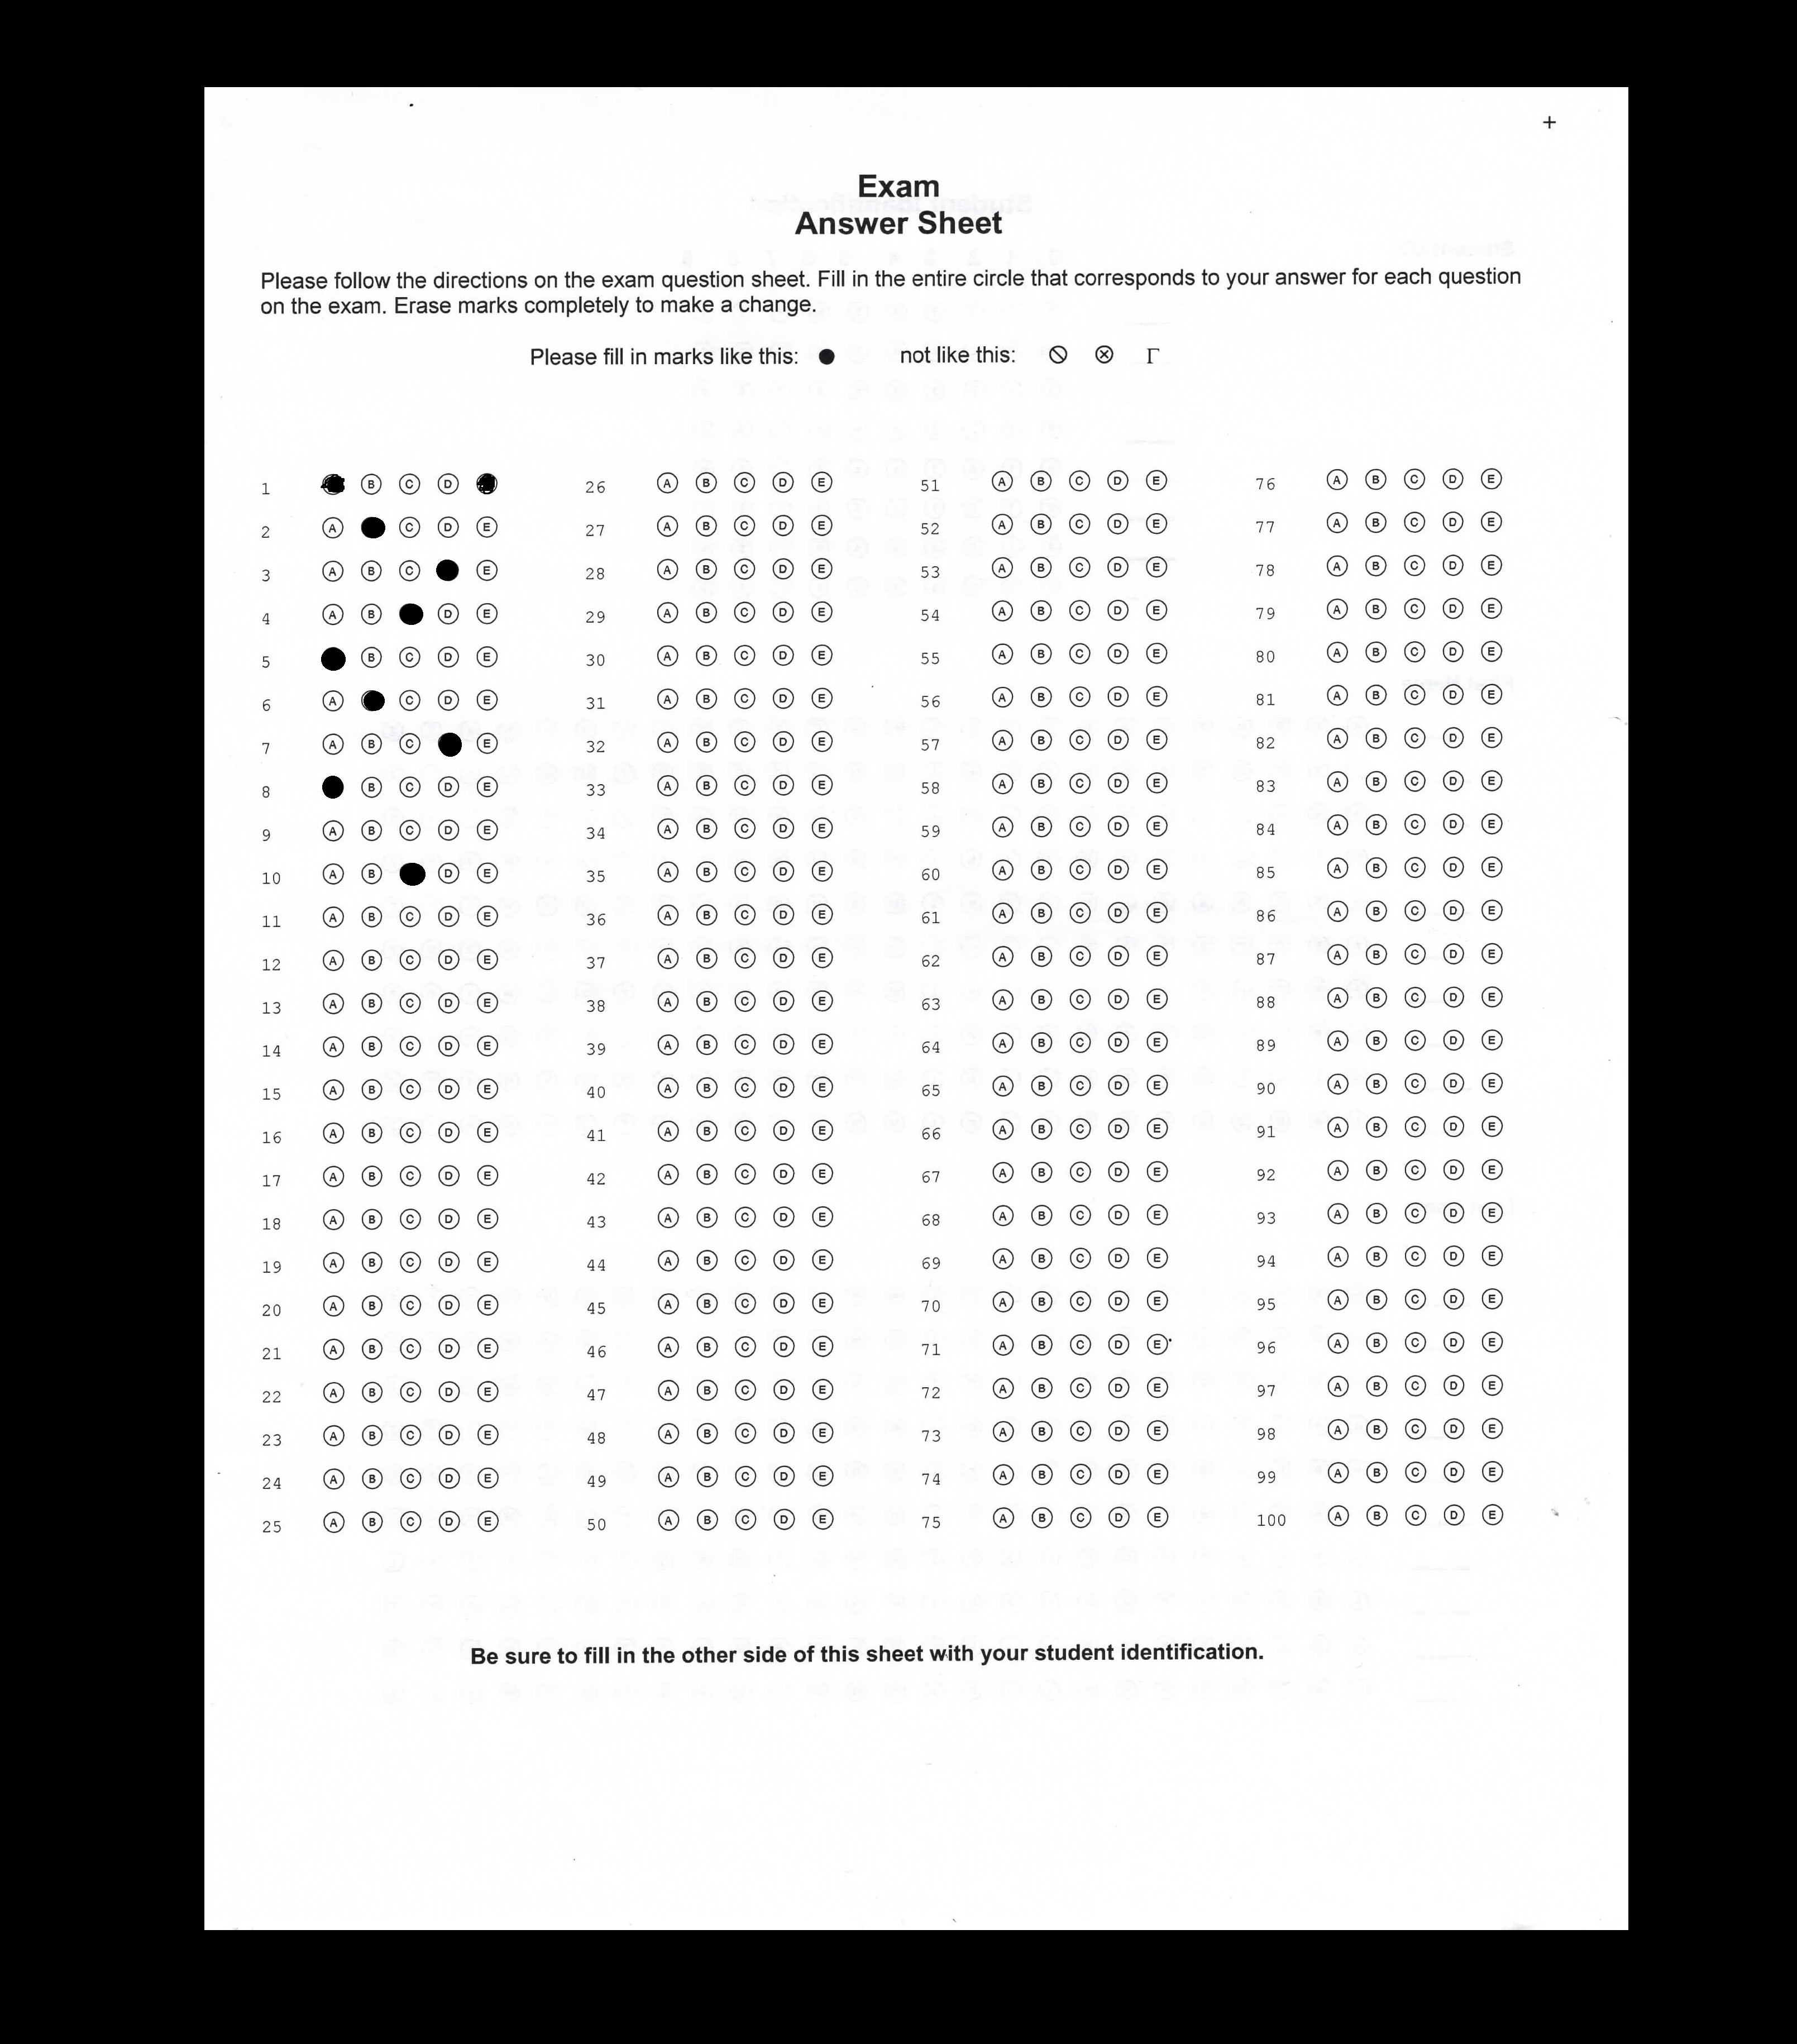 +
Exam
Answer Sheet
Please follow the directions on the exam question sheet. Fill in the entire circle that corresponds to your answer for each question
on the exam. Erase marks completely to make a change.
Please fill in marks like this: ● not like this: ⃠ ⊗ Γ
1 B C D 26 A B C D E 51 A B C D E 76 A B C D E
2 A C D E 27 A B C D E 52 A B C D E 77 A B C D E
3 A B C E 28 A B C D E 53 A B C D E 78 A B C D E
4 A B D E 29 A B C D E 54 A B C D E 79 A B C D E
5 B C D E 30 A B C D E 55 A B C D E 80 A B C D E
6 A C D E 31 A B C D E 56 A B C D E 81 A B C D E
7 A B C E 32 A B C D E 57 A B C D E 82 A B C D E
8 B C D E 33 A B C D E 58 A B C D E 83 A B C D E
9 A B C D E 34 A B C D E 59 A B C D E 84 A B C D E
10 A B D E 35 A B C D E 60 A B C D E 85 A B C D E
11 A B C D E 36 A B C D E 61 A B C D E 86 A B C D E
12 A B C D E 37 A B C D E 62 A B C D E 87 A B C D E
13 A B C D E 38 A B C D E 63 A B C D E 88 A B C D E
14 A B C D E 39 A B C D E 64 A B C D E 89 A B C D E
15 A B C D E 40 A B C D E 65 A B C D E 90 A B C D E
16 A B C D E 41 A B C D E 66 A B C D E 91 A B C D E
17 A B C D E 42 A B C D E 67 A B C D E 92 A B C D E
18 A B C D E 43 A B C D E 68 A B C D E 93 A B C D E
19 A B C D E 44 A B C D E 69 A B C D E 94 A B C D E
20 A B C D E 45 A B C D E 70 A B C D E 95 A B C D E
21 A B C D E 46 A B C D E 71 A B C D E 96 A B C D E
22 A B C D E 47 A B C D E 72 A B C D E 97 A B C D E
23 A B C D E 48 A B C D E 73 A B C D E 98 A B C D E
24 A B C D E 49 A B C D E 74 A B C D E 99 A B C D E
25 A B C D E 50 A B C D E 75 A B C D E 100 A B C D E
Be sure to fill in the other side of this sheet with your student identification.